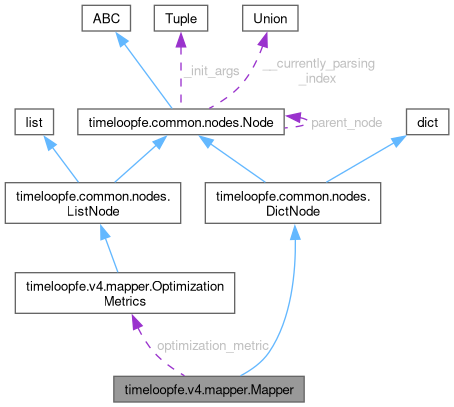 ABC
Tuple
Union
_init_args
__currently_parsing
_index
list
timeloopfe.common.nodes.Node
parent_node
dict
timeloopfe.common.nodes.
ListNode
timeloopfe.common.nodes.
DictNode
timeloopfe.v4.mapper.Optimization
Metrics
optimization_metric
timeloopfe.v4.mapper.Mapper